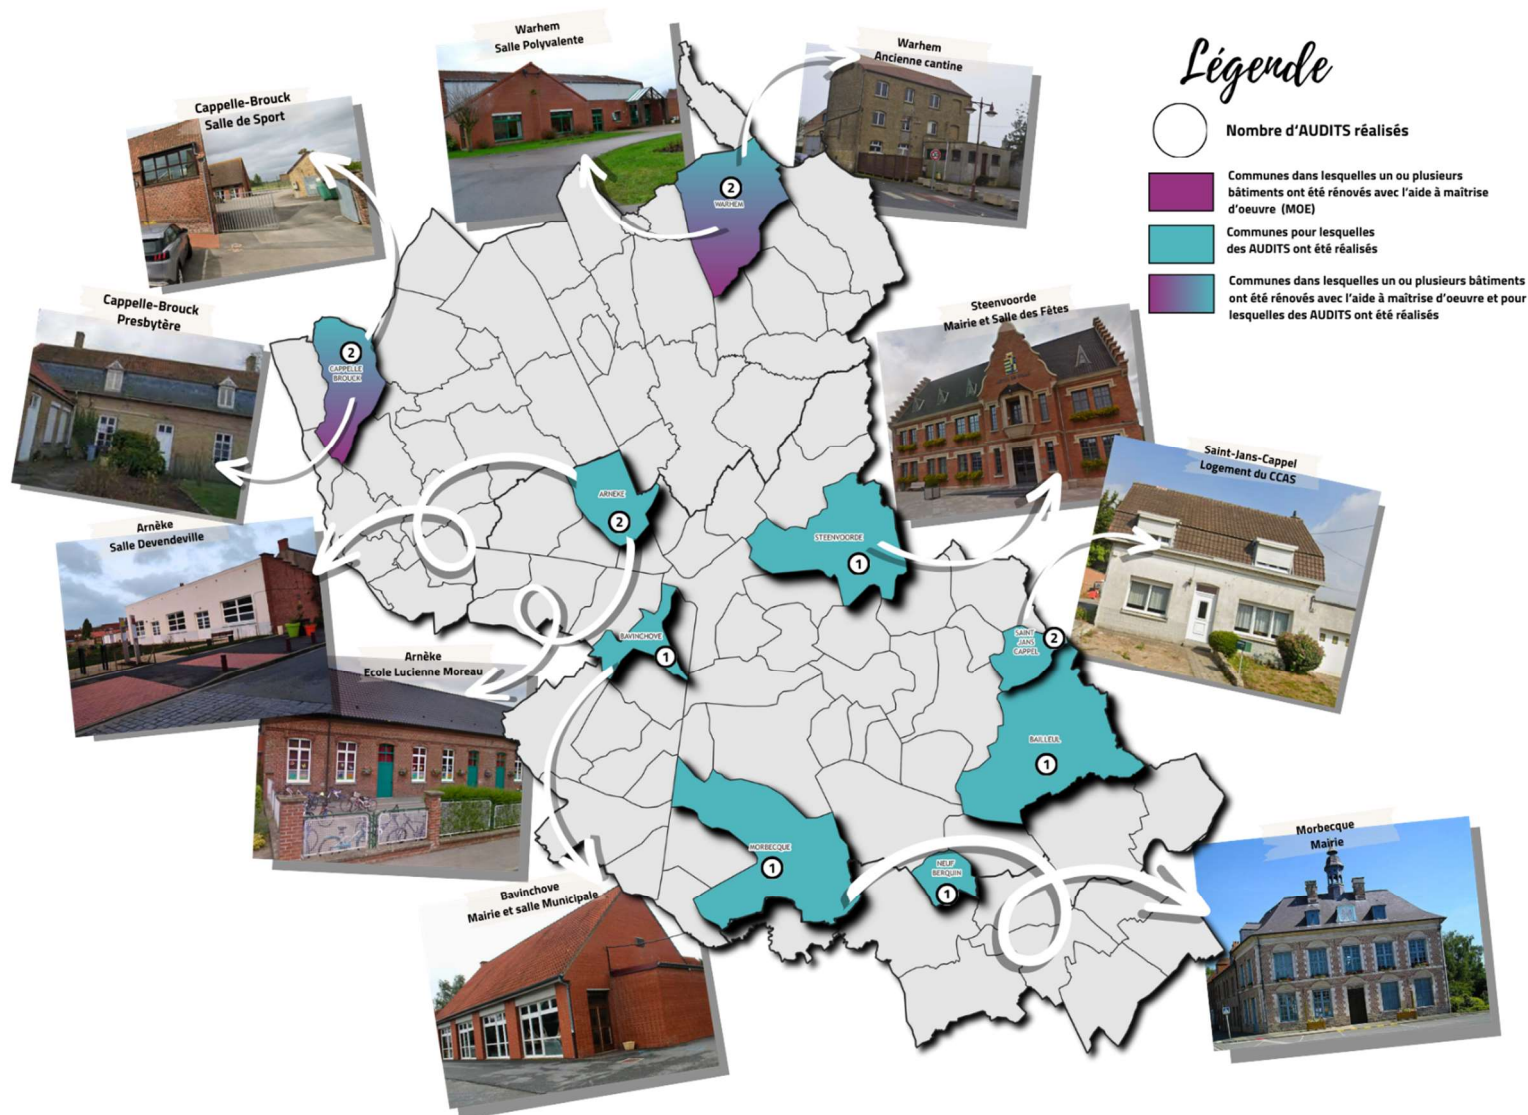 Légende
Nombre d'AUDITS réalisés
Communes dans lesquelles un ou plusieurs
bâtiments ont été rénovés avec l'aide à maîtrise
d'oeuvre (MOE)
Communes pour lesquelles
des AUDITS ont été réalisés
Communes dans lesquelles un ou plusieurs bâtiments
ont été rénovés avec l'aide à maîtrise d'oeuvre et pour
lesquelles des AUDITS ont été réalisés
Warhem
Salle Polyvalente
Warhem
Ancienne cantine
Cappelle-Brouck
Salle de Sport
2
WARHEM
Cappelle-Brouck
Presbytère
Steenvoorde
Mairie et Salle des Fêtes
2
CAPPELLE
BROUCK
Saint-Jans-Cappel
Logement du CCAS
ARNEKE
2
Arnèke
Salle Devendeville
STEENVOORDE
1
BAVINCHOVE
1
SAINT
JANS
CAPPEL
2
Arnèke
Ecole Lucienne Moreau
BAILLEUL
1
MORBECQUE
1
NEUF
BERQUIN
1
Morbecque
Mairie
Bavinchove
Mairie et salle Municipale